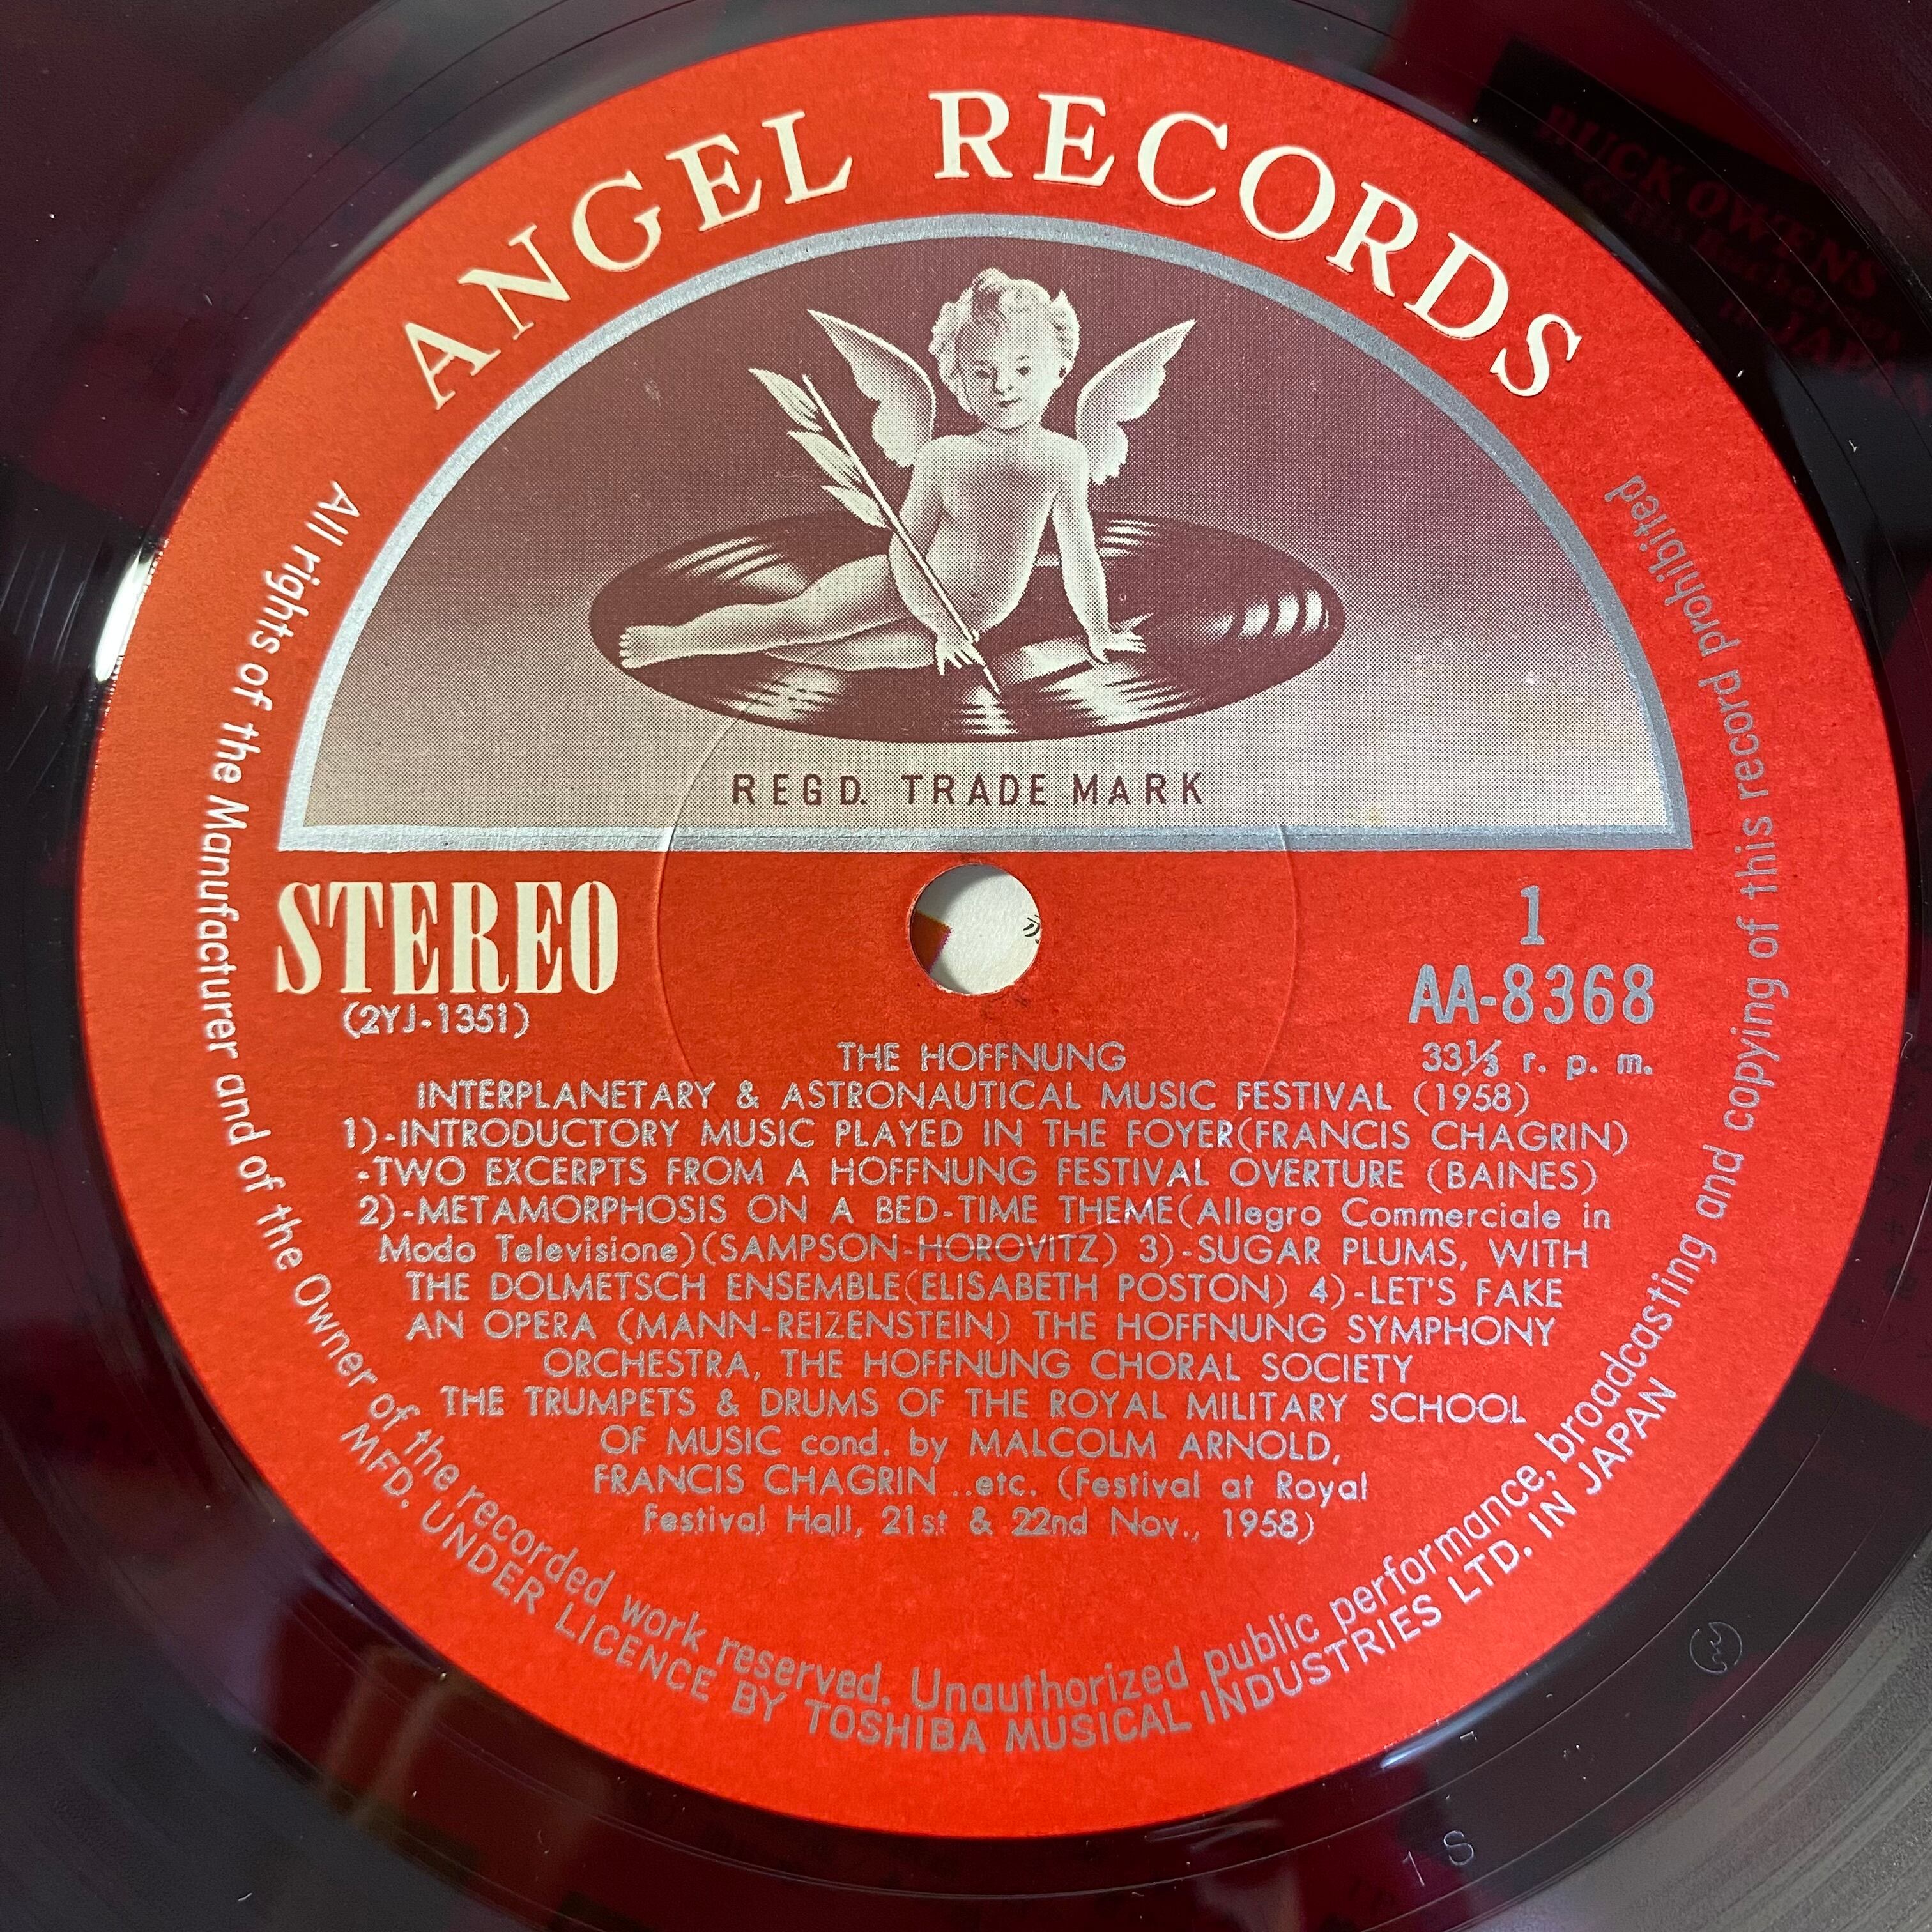 ANGEL RECORDS
REGD. TRADE MARK
STEREO
(2YJ-1351)
1
AA-8368
33⅓ r. p. m.
THE HOFFNUNG
INTERPLANETARY & ASTRONAUTICAL MUSIC FESTIVAL (1958)
1)-INTRODUCTORY MUSIC PLAYED IN THE FOYER(FRANCIS CHAGRIN)
-TWO EXCERPTS FROM A HOFFNUNG FESTIVAL OVERTURE (BAINES)
2)-METAMORPHOSIS ON A BED-TIME THEME(Allegro Commerciale in
Modo Televisione)(SAMPSON-HOROVITZ) 3)-SUGAR PLUMS, WITH
THE DOLMETSCH ENSEMBLE(ELISABETH POSTON) 4)-LET'S FAKE
AN OPERA (MANN-REIZENSTEIN) THE HOFFNUNG SYMPHONY
ORCHESTRA, THE HOFFNUNG CHORAL SOCIETY
THE TRUMPETS & DRUMS OF THE ROYAL MILITARY SCHOOL
OF MUSIC cond. by MALCOLM ARNOLD,
FRANCIS CHAGRIN ..etc. (Festival at Royal
Festival Hall, 21st & 22nd Nov., 1958)
All rights of the Manufacturer and of the Owner of the recorded work reserved. Unauthorized public performance, broadcasting and copying of this record prohibited
MFD. UNDER LICENCE BY TOSHIBA MUSICAL INDUSTRIES LTD. IN JAPAN
1 S
BUCK OWENS
JAPAN